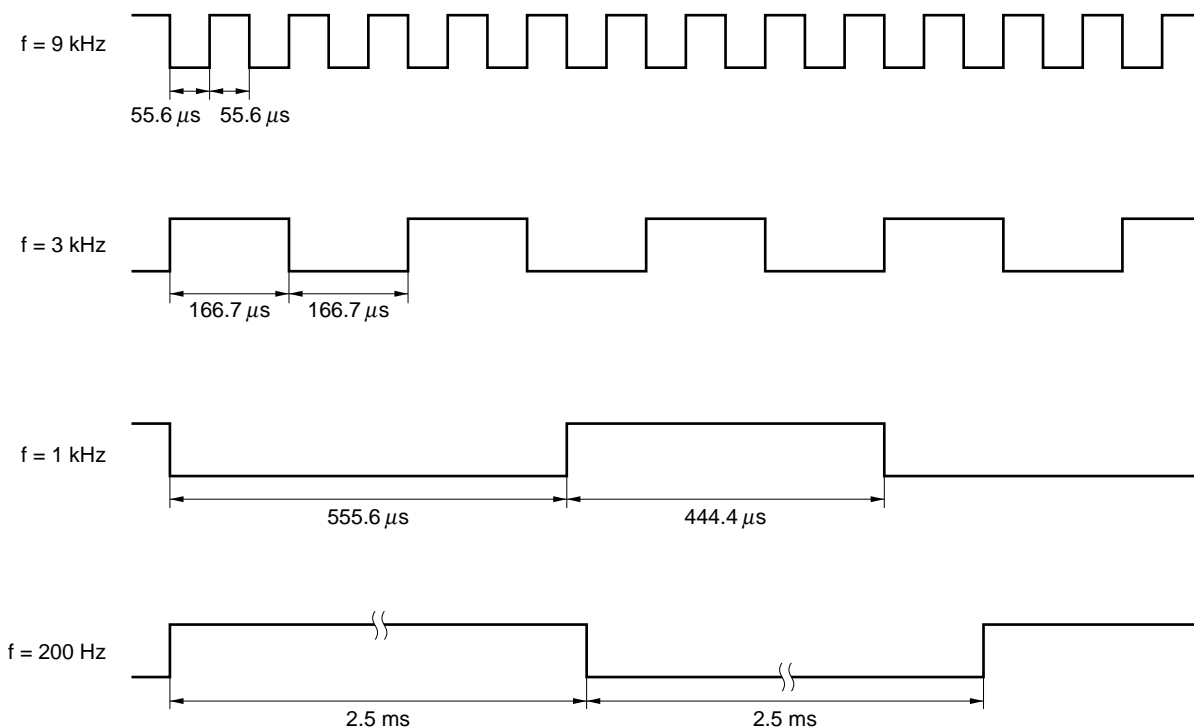 f = 9 kHz
55.6 μs 55.6 μs
f = 3 kHz
166.7 μs 166.7 μs
f = 1 kHz
555.6 μs 444.4 μs
f = 200 Hz
2.5 ms 2.5 ms